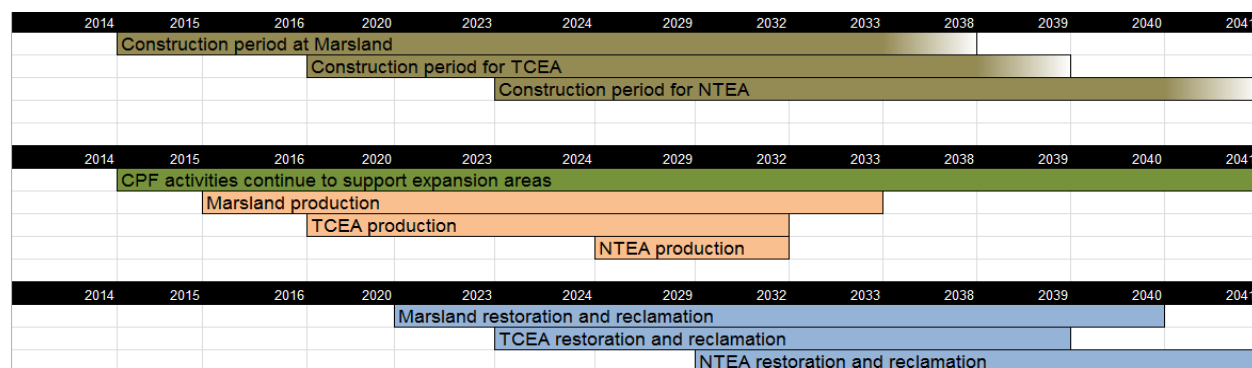 2014 2015 2016 2020 2023 2024 2029 2032 2033 2038 2039 2040 2041
Construction period at Marsland
Construction period for TCEA
Construction period for NTEA
2014 2015 2016 2020 2023 2024 2029 2032 2033 2038 2039 2040 2041
CPF activities continue to support expansion areas
Marsland production
TCEA production
NTEA production
2014 2015 2016 2020 2023 2024 2029 2032 2033 2038 2039 2040 2041
Marsland restoration and reclamation
TCEA restoration and reclamation
NTEA restoration and reclamation